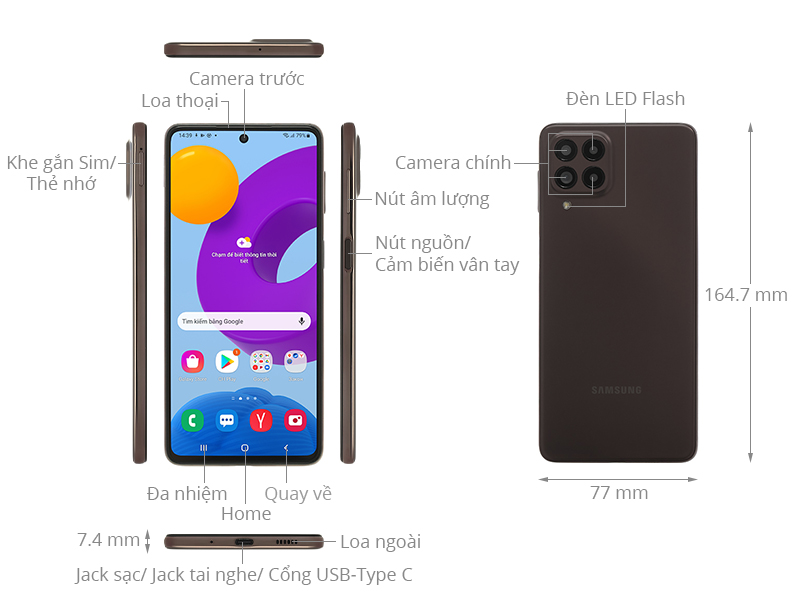 Camera trước
Loa thoại
Đèn LED Flash
14:39
79%
Khe gắn Sim/
Thẻ nhớ
Camera chính
Nút âm lượng
Chạm để biết thông tin thời
tiết
Nút nguồn/
Cảm biến vân tay
164.7 mm
Tìm kiếm bằng Google
SAMSUNG
Đa nhiệm
Quay về
Home
77 mm
7.4 mm
Loa ngoài
Jack sạc/ Jack tai nghe/ Cổng USB-Type C